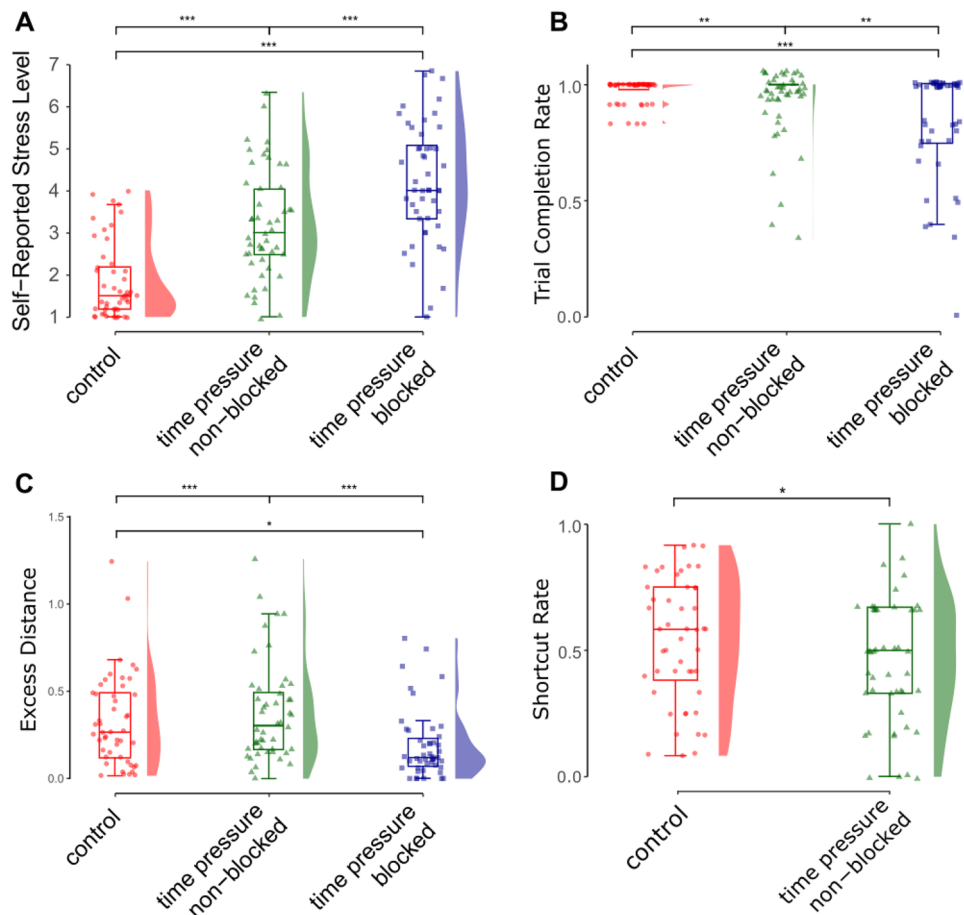 A
***
***
***
Self-Reported Stress Level
7
6
5
4
3
2
1
control
time pressure
non-blocked
time pressure
blocked
B
**
**
***
Trial Completion Rate
1.0
0.5
0.0
control
time pressure
non-blocked
time pressure
blocked
C
***
***
*
Excess Distance
1.5
1.0
0.5
0.0
control
time pressure
non-blocked
time pressure
blocked
D
*
Shortcut Rate
1.0
0.5
0.0
control
time pressure
non-blocked